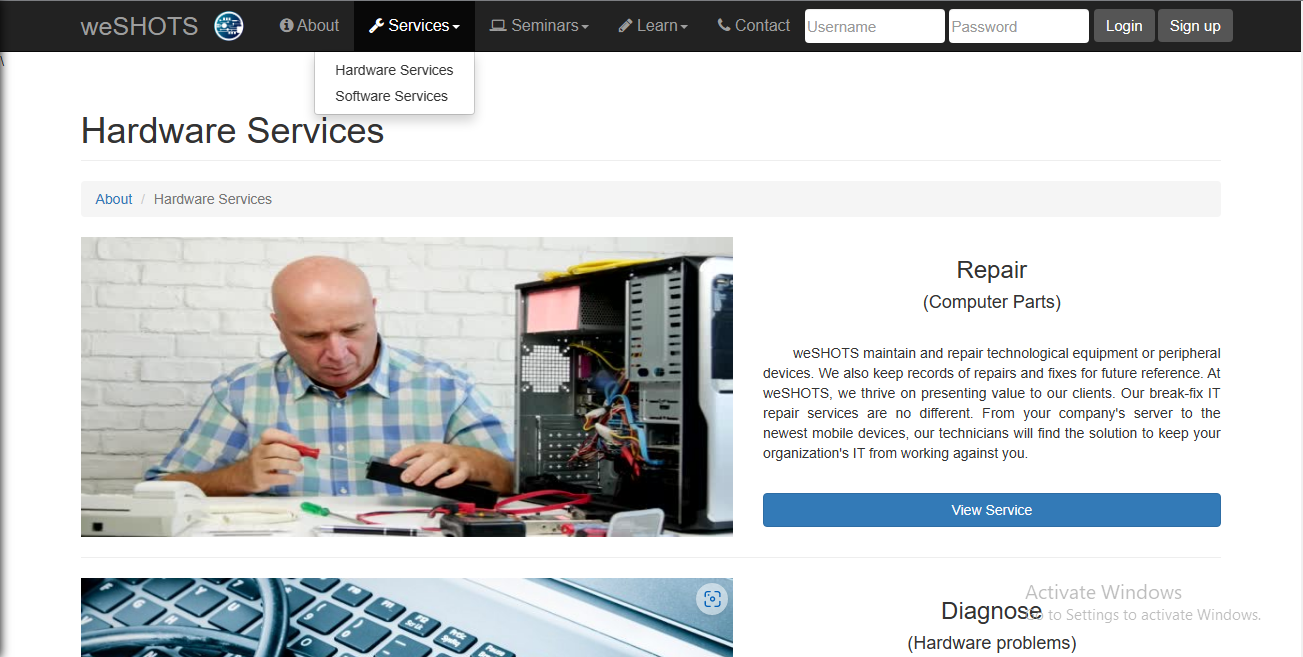 weSHOTS About Services Seminars Learn Contact Username Password Login Sign up
\
Hardware Services
Software Services
Hardware Services
About / Hardware Services
Repair
(Computer Parts)
weSHOTS maintain and repair technological equipment or peripheral
devices. We also keep records of repairs and fixes for future reference. At
weSHOTS, we thrive on presenting value to our clients. Our break-fix IT
repair services are no different. From your company's server to the
newest mobile devices, our technicians will find the solution to keep your
organization's IT from working against you.
View Service
Activate Windows
Go to Settings to activate Windows.
Diagnose
(Hardware problems)